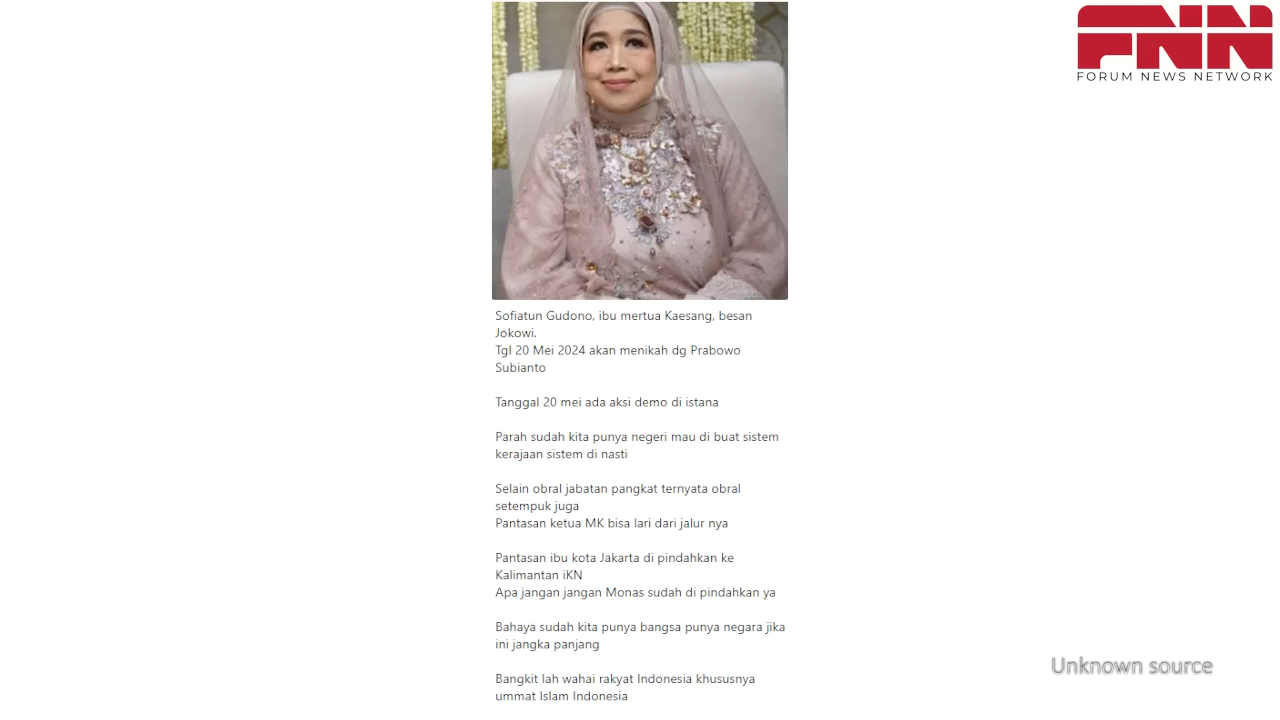 FNN
FORUM NEWS NETWORK
Sofiatun Gudono, ibu mertua Kaesang, besan
Jokowi.
Tgl 20 Mei 2024 akan menikah dg Prabowo
Subianto
Tanggal 20 mei ada aksi demo di istana
Parah sudah kita punya negeri mau di buat sistem
kerajaan sistem di nasti
Selain obral jabatan pangkat ternyata obral
setempuk juga
Pantasan ketua MK bisa lari dari jalur nya
Pantasan ibu kota Jakarta di pindahkan ke
Kalimantan iKN
Apa jangan jangan Monas sudah di pindahkan ya
Bahaya sudah kita punya bangsa punya negara jika
ini jangka panjang
Bangkit lah wahai rakyat Indonesia khususnya
ummat Islam Indonesia
Unknown source